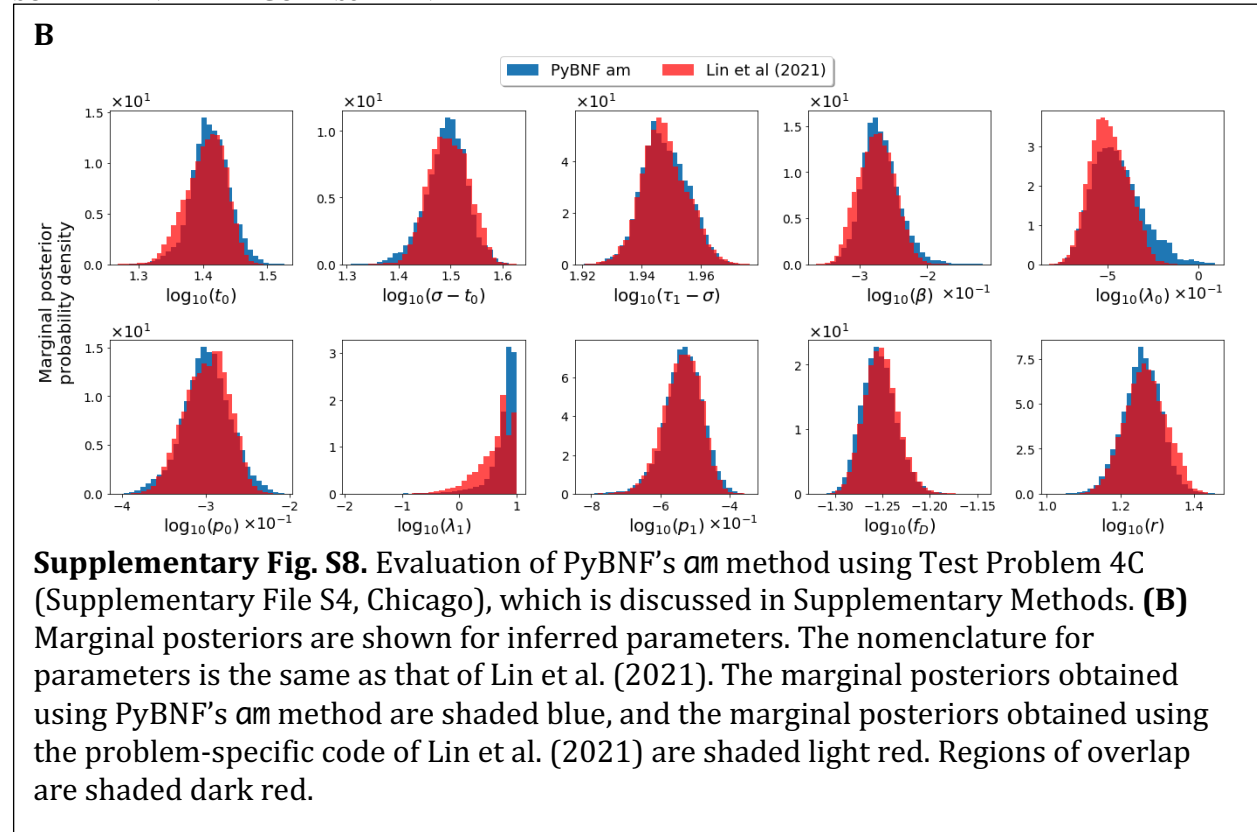 B
PyBNF am
Lin et al (2021)
Marginal posterior
probability density
×10¹
1.5
1.0
0.5
0.0
1.3 1.4 1.5
log₁₀(t₀)
×10¹
1.0
0.5
0.0
1.3 1.4 1.5 1.6
log₁₀(σ − t₀)
×10¹
4
2
0
1.92 1.94 1.96
log₁₀(τ₁ − σ)
×10¹
1.5
1.0
0.5
0.0
−3 −2
log₁₀(β) ×10⁻¹
3
2
1
0
−5 0
log₁₀(λ₀) ×10⁻¹
×10¹
1.5
1.0
0.5
0.0
−4 −3 −2
log₁₀(p₀) ×10⁻¹
3
2
1
0
−2 −1 0 1
log₁₀(λ₁)
6
4
2
0
−8 −6 −4
log₁₀(p₁) ×10⁻¹
×10¹
2
1
0
−1.30 −1.25 −1.20 −1.15
log₁₀(f_D)
7.5
5.0
2.5
0.0
1.0 1.2 1.4
log₁₀(r)
Supplementary Fig. S8. Evaluation of PyBNF's am method using Test Problem 4C
(Supplementary File S4, Chicago), which is discussed in Supplementary Methods. (B)
Marginal posteriors are shown for inferred parameters. The nomenclature for
parameters is the same as that of Lin et al. (2021). The marginal posteriors obtained
using PyBNF's am method are shaded blue, and the marginal posteriors obtained using
the problem-specific code of Lin et al. (2021) are shaded light red. Regions of overlap
are shaded dark red.